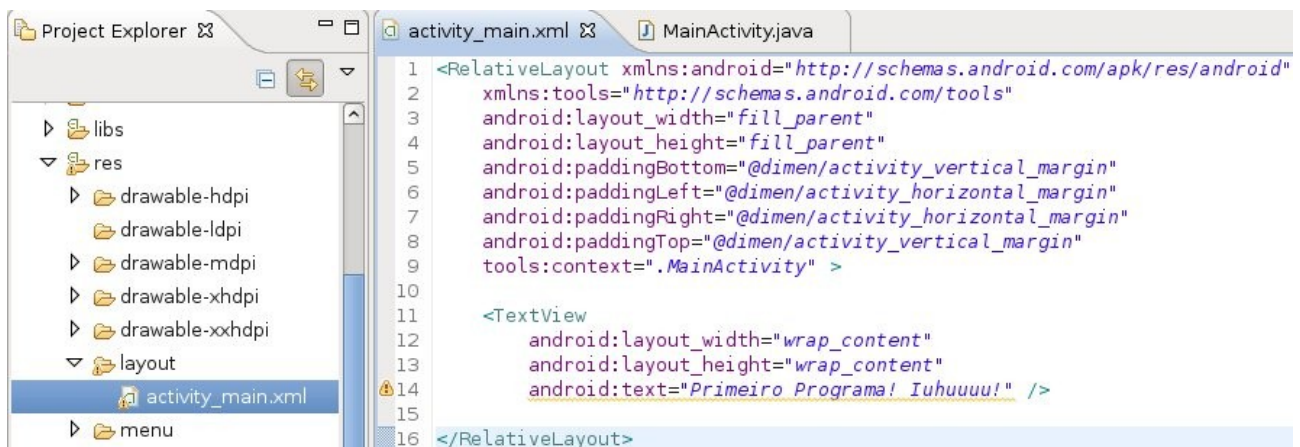 Project Explorer
libs
res
drawable-hdpi
drawable-ldpi
drawable-mdpi
drawable-xhdpi
drawable-xxhdpi
layout
activity_main.xml
menu
activity_main.xml MainActivity.java
1 <RelativeLayout xmlns:android="http://schemas.android.com/apk/res/android"
2 xmlns:tools="http://schemas.android.com/tools"
3 android:layout_width="fill_parent"
4 android:layout_height="fill_parent"
5 android:paddingBottom="@dimen/activity_vertical_margin"
6 android:paddingLeft="@dimen/activity_horizontal_margin"
7 android:paddingRight="@dimen/activity_horizontal_margin"
8 android:paddingTop="@dimen/activity_vertical_margin"
9 tools:context=".MainActivity" >
10
11 <TextView
12 android:layout_width="wrap_content"
13 android:layout_height="wrap_content"
14 android:text="Primeiro Programa! Iuhuuuu!" />
15
16 </RelativeLayout>